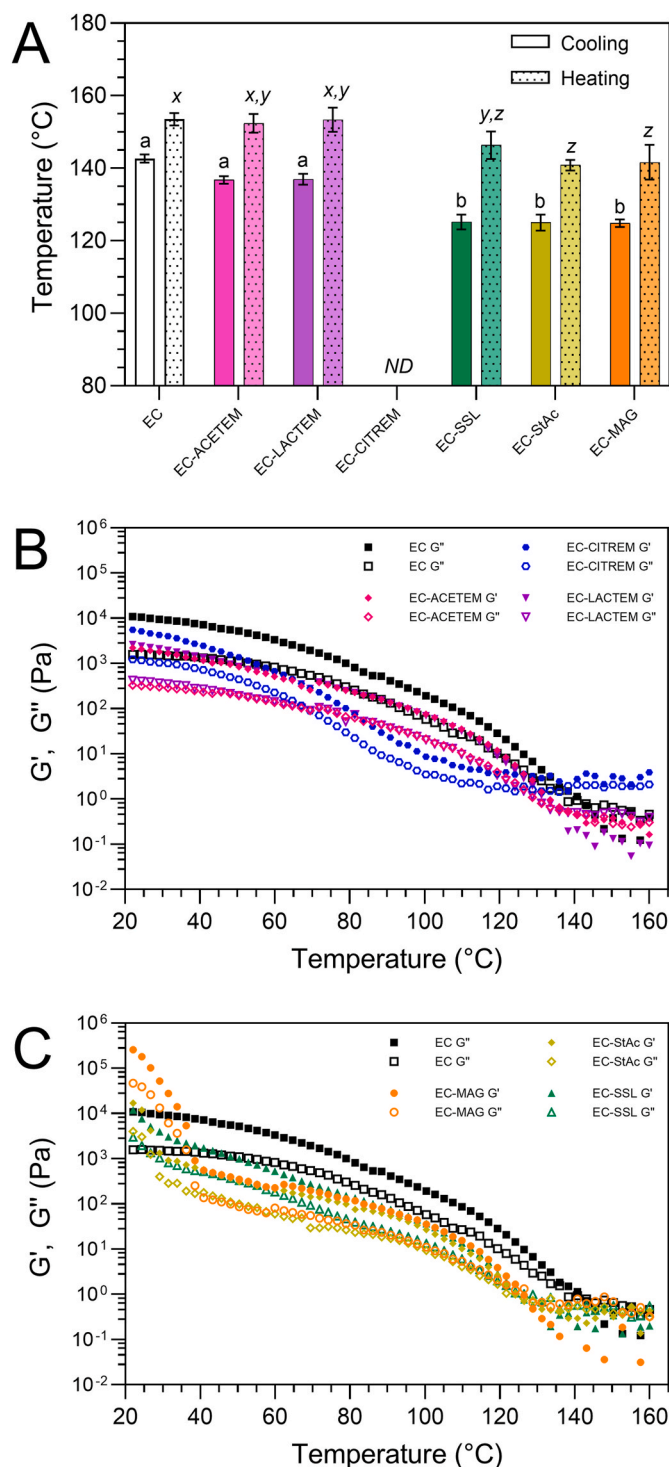 A
180
160
140
120
100
80
Temperature (°C)
Cooling
Heating
a
x
a
x,y
a
x,y
ND
b
y,z
b
z
b
z
EC
EC-ACETEM
EC-LACTEM
EC-CITREM
EC-SSL
EC-StAc
EC-MAG
B
10⁶
10⁵
10⁴
10³
10²
10¹
10⁰
10⁻¹
10⁻²
G', G" (Pa)
EC G"
EC G"
EC-ACETEM G'
EC-ACETEM G"
EC-CITREM G'
EC-CITREM G"
EC-LACTEM G'
EC-LACTEM G"
20 40 60 80 100 120 140 160
Temperature (°C)
C
10⁶
10⁵
10⁴
10³
10²
10¹
10⁰
10⁻¹
10⁻²
G', G" (Pa)
EC G"
EC G"
EC-MAG G'
EC-MAG G"
EC-StAc G'
EC-StAc G"
EC-SSL G'
EC-SSL G"
20 40 60 80 100 120 140 160
Temperature (°C)